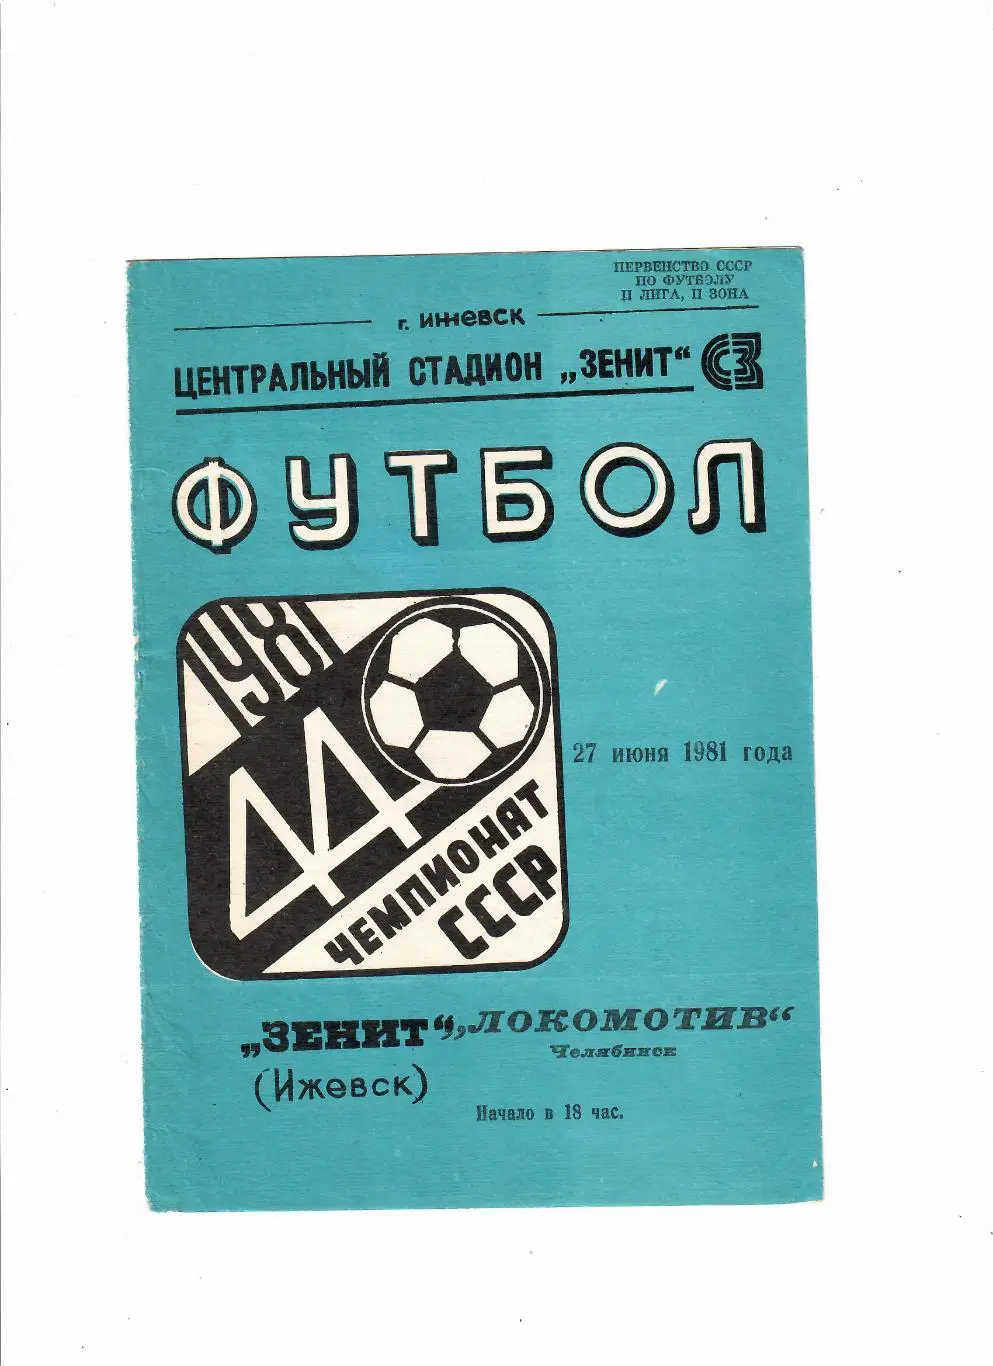 ПЕРВЕНСТВО СССР
ПО ФУТБОЛУ
II ЛИГА, II ЗОНА
г. ижевск
ЦЕНТРАЛЬНЫЙ СТАДИОН „ЗЕНИТ“ СЗ
ФУТБОЛ
1981
44
ЧЕМПИОНАТ
СССР
27 июня 1981 года
„ЗЕНИТ“ „ЛОКОМОТИВ“
Челябинск
(Ижевск)
Начало в 18 час.